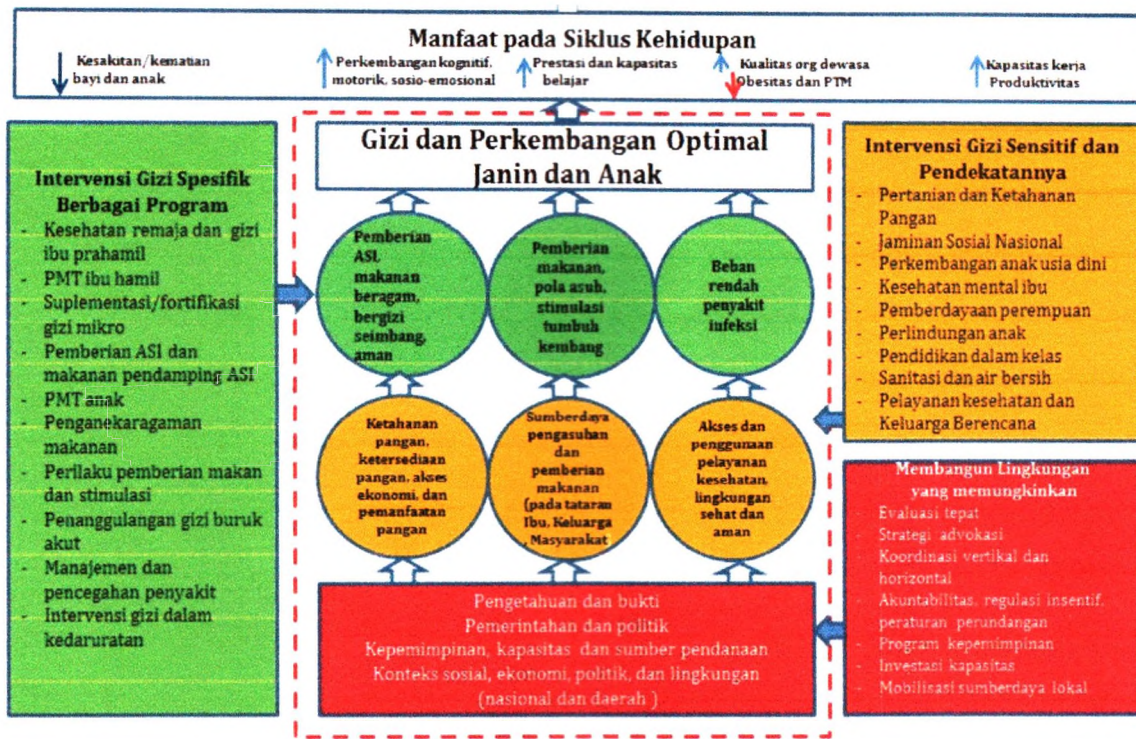 Manfaat pada Siklus Kehidupan
Kesakitan/kematian
bayi dan anak
Perkembangan kognitif,
motorik, sosio-emosional
Prestasi dan kapasitas
belajar
Kualitas org dewasa
Obesitas dan PTM
Kapasitas kerja
Produktivitas
Intervensi Gizi Spesifik
Berbagai Program
- Kesehatan remaja dan gizi
ibu prahamil
- PMT ibu hamil
- Suplementasi/fortifikasi
gizi mikro
- Pemberian ASI dan
makanan pendamping ASI
- PMT anak
- Penganekaragaman
makanan
- Perilaku pemberian makan
dan stimulasi
- Penanggulangan gizi buruk
akut
- Manajemen dan
pencegahan penyakit
- Intervensi gizi dalam
kedaruratan
Gizi dan Perkembangan Optimal
Janin dan Anak
Pemberian
ASI,
makanan
beragam,
bergizi
seimbang,
aman
Pemberian
makanan,
pola asuh,
stimulasi
tumbuh
kembang
Beban
rendah
penyakit
infeksi
Ketahanan
pangan,
ketersediaan
pangan, akses
ekonomi, dan
pemanfaatan
pangan
Sumberdaya
pengasuhan
dan
pemberian
makanan
(pada tataran
Ibu, Keluarga
, Masyarakat
Akses dan
penggunaan
pelayanan
kesehatan,
lingkungan
sehat dan
aman
Pengetahuan dan bukti
Pemerintahan dan politik
Kepemimpinan, kapasitas dan sumber pendanaan
Konteks sosial, ekonomi, politik, dan lingkungan
(nasional dan daerah )
Intervensi Gizi Sensitif dan
Pendekatannya
- Pertanian dan Ketahanan
Pangan
- Jaminan Sosial Nasional
- Perkembangan anak usia dini
- Kesehatan mental ibu
- Pemberdayaan perempuan
- Perlindungan anak
- Pendidikan dalam kelas
- Sanitasi dan air bersih
- Pelayanan kesehatan dan
Keluarga Berencana
Membangun Lingkungan
yang memungkinkan
- Evaluasi tepat
- Strategi advokasi
- Koordinasi vertikal dan
horizontal
- Akuntabilitas, regulasi insentif,
peraturan perundangan
- Program kepemimpinan
- Investasi kapasitas
- Mobilisasi sumberdaya lokal